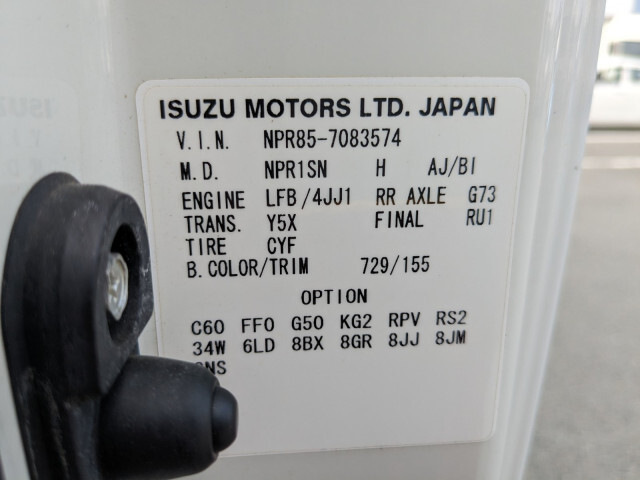 ISUZU MOTORS LTD. JAPAN
V.I.N. NPR85-7083574
M.D. NPR1SN H AJ/BI
ENGINE LFB/4JJ1 RR AXLE G73
TRANS. Y5X FINAL RU1
TIRE CYF
B.COLOR/TRIM 729/155
OPTION
C60 FF0 G50 KG2 RPV RS2
34W 6LD 8BX 8GR 8JJ 8JM